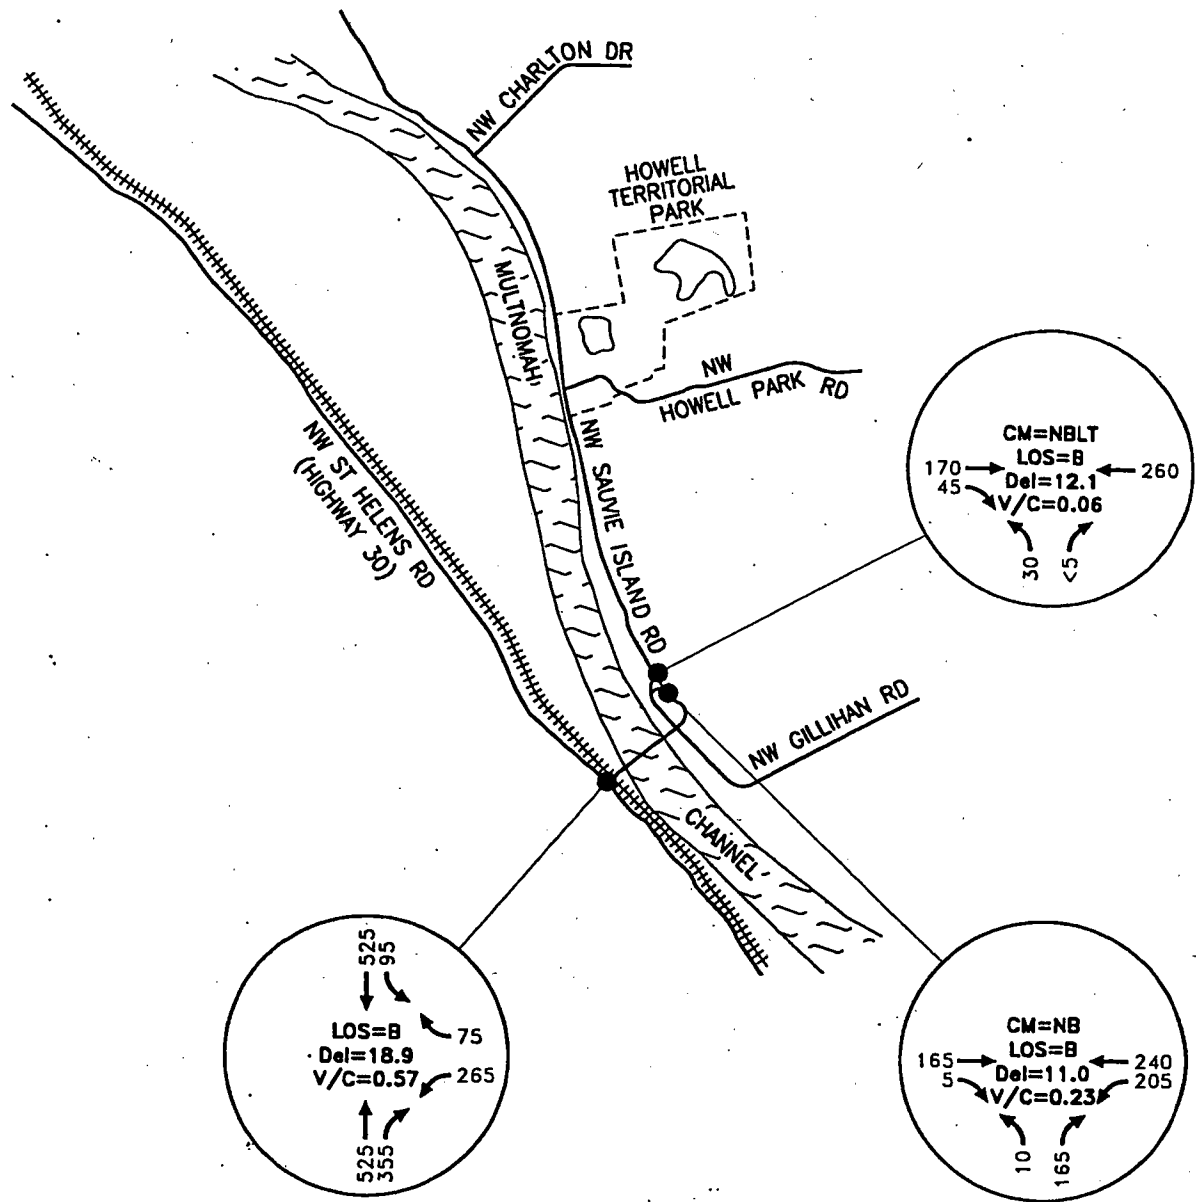 NW CHARLTON DR
HOWELL
TERRITORIAL
PARK
MULTNOMAH
NW
HOWELL PARK RD
NW ST HELENS RD
(HIGHWAY 30)
NW SAUVIE ISLAND RD
CM=NBLT
LOS=B
170 260
Del=12.1
45
V/C=0.06
30 <5
NW GILLIHAN RD
CHANNEL
525
95
LOS=B
75
Del=18.9
V/C=0.57
265
525
355
CM=NB
LOS=B
165 240
Del=11.0
5 205
V/C=0.23
10 165